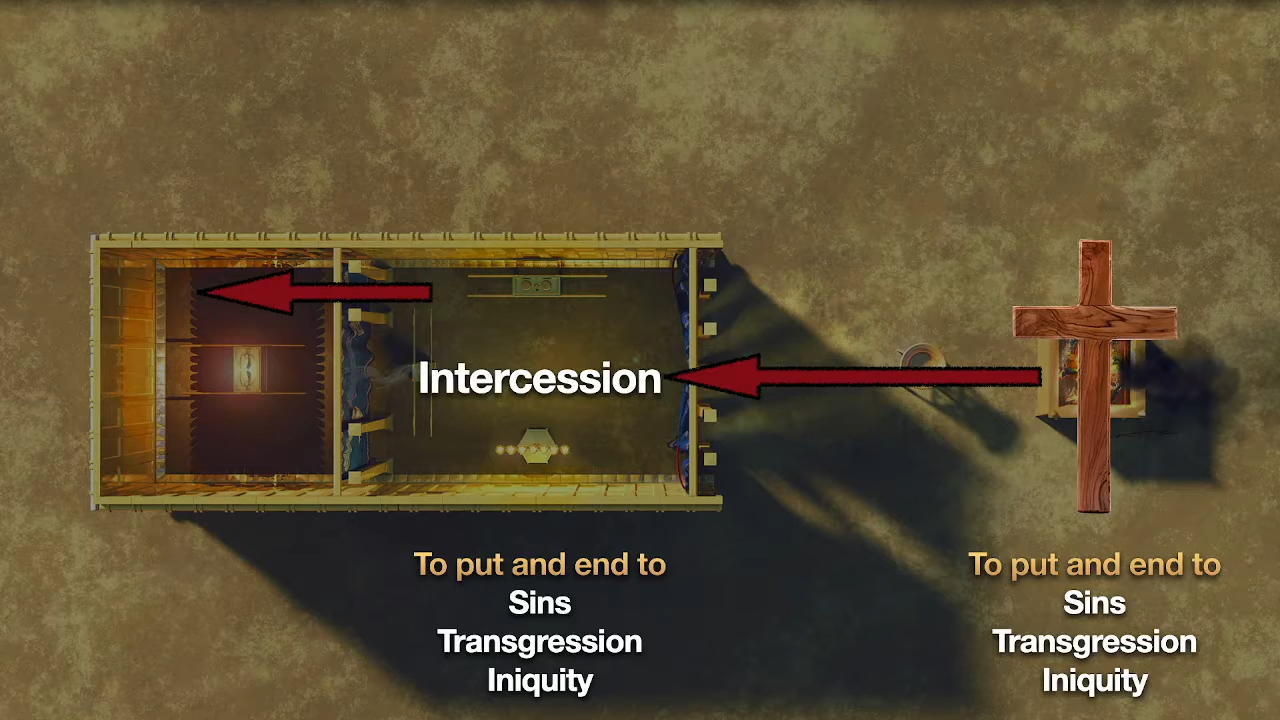 Intercession
To put and end to
Sins
Transgression
Iniquity
To put and end to
Sins
Transgression
Iniquity